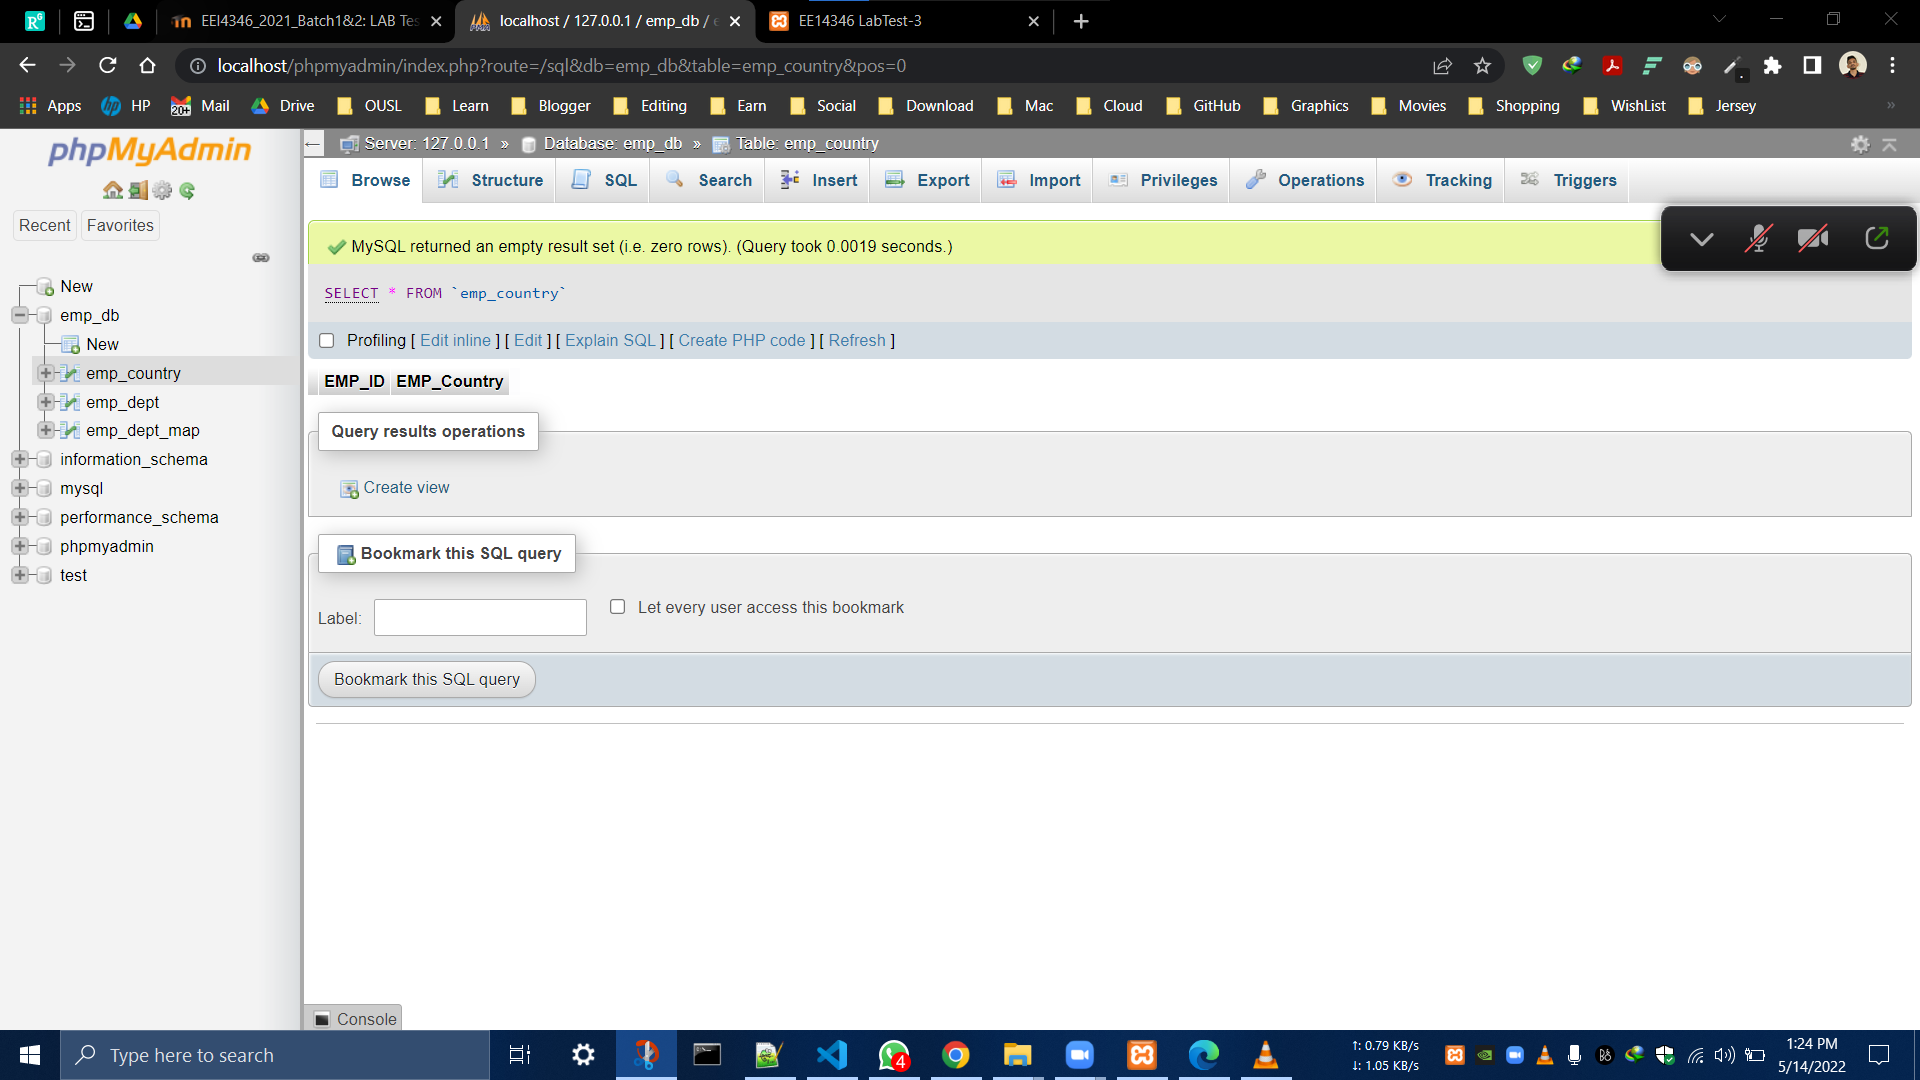 EEI4346_2021_Batch1&2: LAB Tes
localhost / 127.0.0.1 / emp_db / e
EE14346 LabTest-3
localhost/phpmyadmin/index.php?route=/sql&db=emp_db&table=emp_country&pos=0
Apps HP 20+ Mail Drive OUSL Learn Blogger Editing Earn Social Download Mac Cloud GitHub Graphics Movies Shopping WishList Jersey »
phpMyAdmin
Recent Favorites
New
emp_db
New
emp_country
emp_dept
emp_dept_map
information_schema
mysql
performance_schema
phpmyadmin
test
Server: 127.0.0.1 » Database: emp_db » Table: emp_country
Browse Structure SQL Search Insert Export Import Privileges Operations Tracking Triggers
MySQL returned an empty result set (i.e. zero rows). (Query took 0.0019 seconds.)
SELECT * FROM `emp_country`
Profiling [ Edit inline ] [ Edit ] [ Explain SQL ] [ Create PHP code ] [ Refresh ]
EMP_ID EMP_Country
Query results operations
Create view
Bookmark this SQL query
Label: Let every user access this bookmark
Bookmark this SQL query
Console
Type here to search
4
↑: 0.79 KB/s
↓: 1.05 KB/s
1:24 PM
5/14/2022